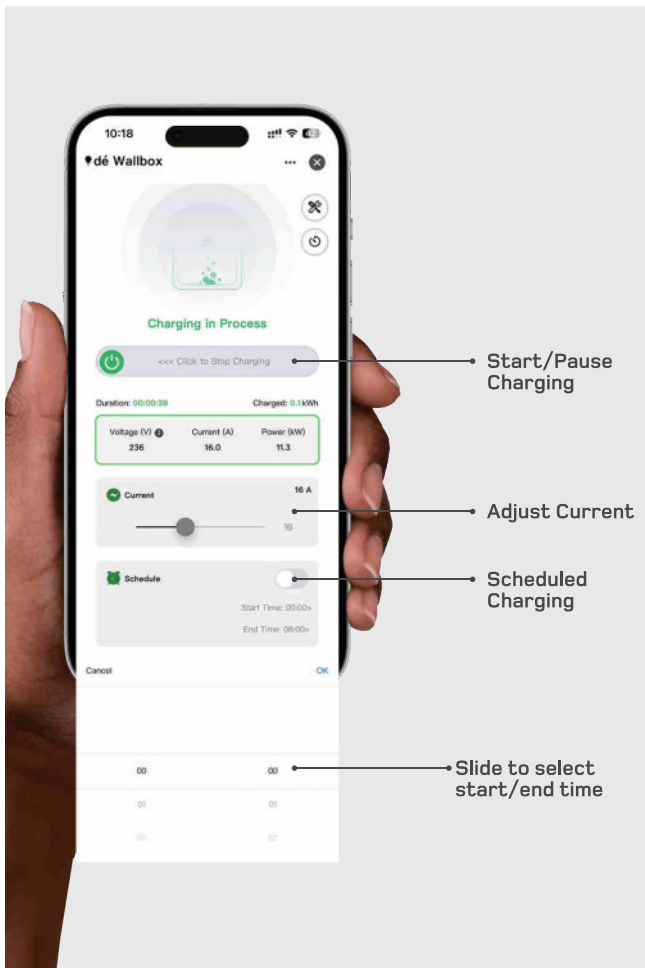 10:18
42
dé Wallbox
Charging in Process
<<< Click to Stop Charging
Start/Pause
Charging
Duration: 00:00:39 Charged: 0.1 kWh
Voltage (V) Current (A) Power (kW)
236 16.0 11.3
Current 16 A
16
Adjust Current
Schedule
Scheduled
Charging
Start Time: 00:00>
End Time: 08:00>
Cancel OK
00 00
Slide to select
start/end time
01 01
02